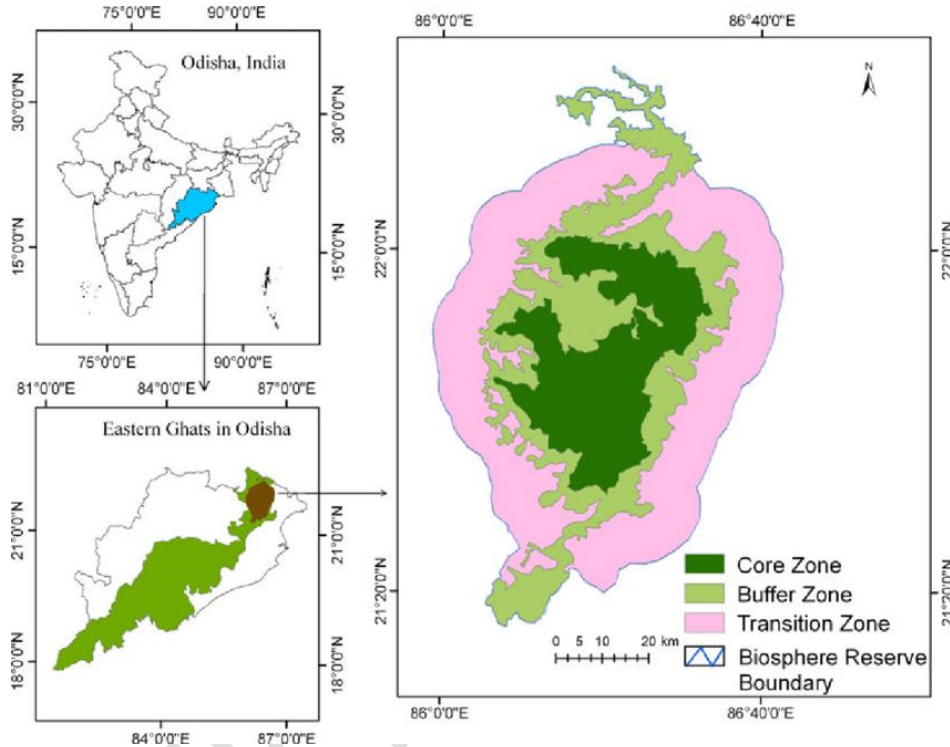 75°0'0"E 90°0'0"E
Odisha, India
30°0'0"N 30°0'0"N
15°0'0"N 15°0'0"N
75°0'0"E 90°0'0"E
81°0'0"E 84°0'0"E 87°0'0"E
Eastern Ghats in Odisha
21°0'0"N 21°0'0"N
18°0'0"N 18°0'0"N
84°0'0"E 87°0'0"E
86°0'0"E 86°40'0"E
N
22°0'0"N 22°0'0"N
21°20'0"N 21°20'0"N
Core Zone
Buffer Zone
Transition Zone
Biosphere Reserve
Boundary
0 5 10 20 km
86°0'0"E 86°40'0"E